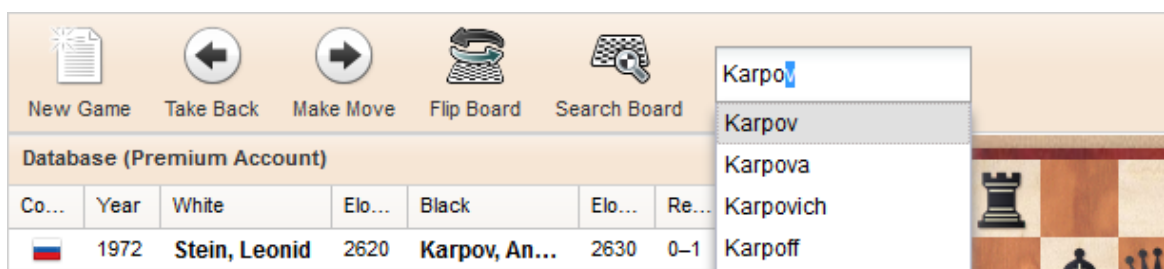 Karpov
New Game Take Back Make Move Flip Board Search Board
Karpov
Database (Premium Account)
Karpova
Co... Year White Elo... Black Elo... Re...
Karpovich
1972 Stein, Leonid 2620 Karpov, An... 2630 0–1
Karpoff